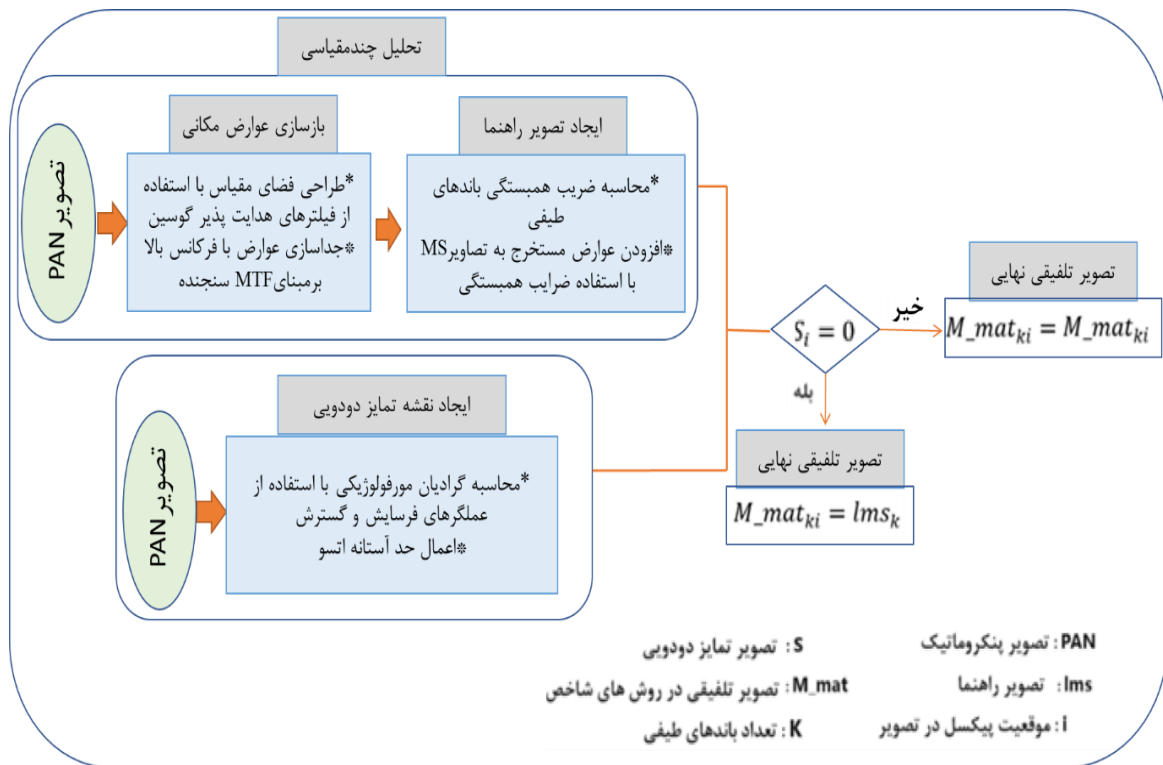 تحلیل چندمقیاسی
تصویر PAN
بازسازی عوارض مکانی
*طراحی فضای مقیاس با استفاده
از فیلترهای هدایت پذیر گوسین
*جداسازی عوارض با فرکانس بالا
برمبنایMTF سنجنده
ایجاد تصویر راهنما
*محاسبه ضریب همبستگی باندهای
طیفی
*افزودن عوارض مستخرج به تصاویرMS
با استفاده ضرایب همبستگی
تصویر PAN
ایجاد نقشه تمایز دودویی
*محاسبه گرادیان مورفولوژیکی با استفاده از
عملگرهای فرسایش و گسترش
*اعمال حد آستانه اتسو
S_i = 0
خیر
تصویر تلفیقی نهایی
M_mat_{ki} = M_mat_{ki}
بله
تصویر تلفیقی نهایی
M_mat_{ki} = lms_k
PAN : تصویر پنکروماتیک
S : تصویر تمایز دودویی
lms : تصویر راهنما
M_mat : تصویر تلفیقی در روش های شاخص
i : موقعیت پیکسل در تصویر
K : تعداد باندهای طیفی